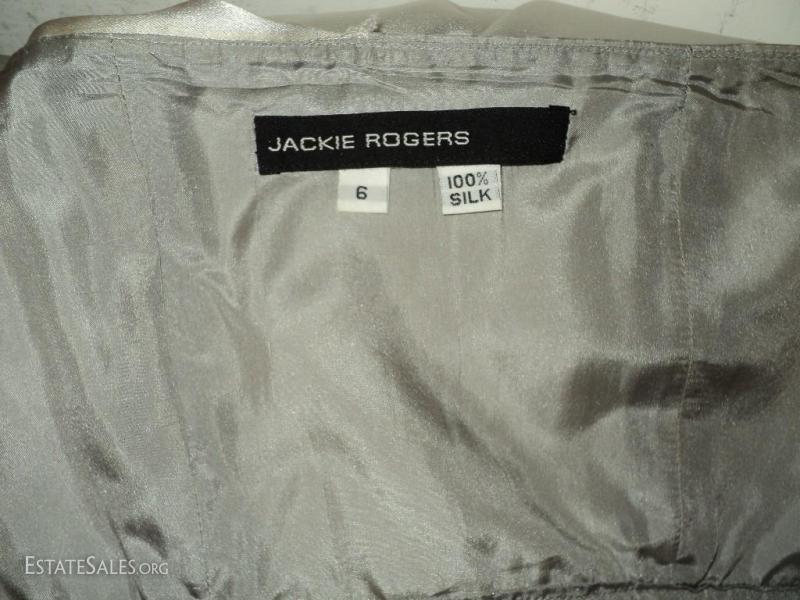 JACKIE ROGERS
6
100%
SILK
ESTATESALES.ORG